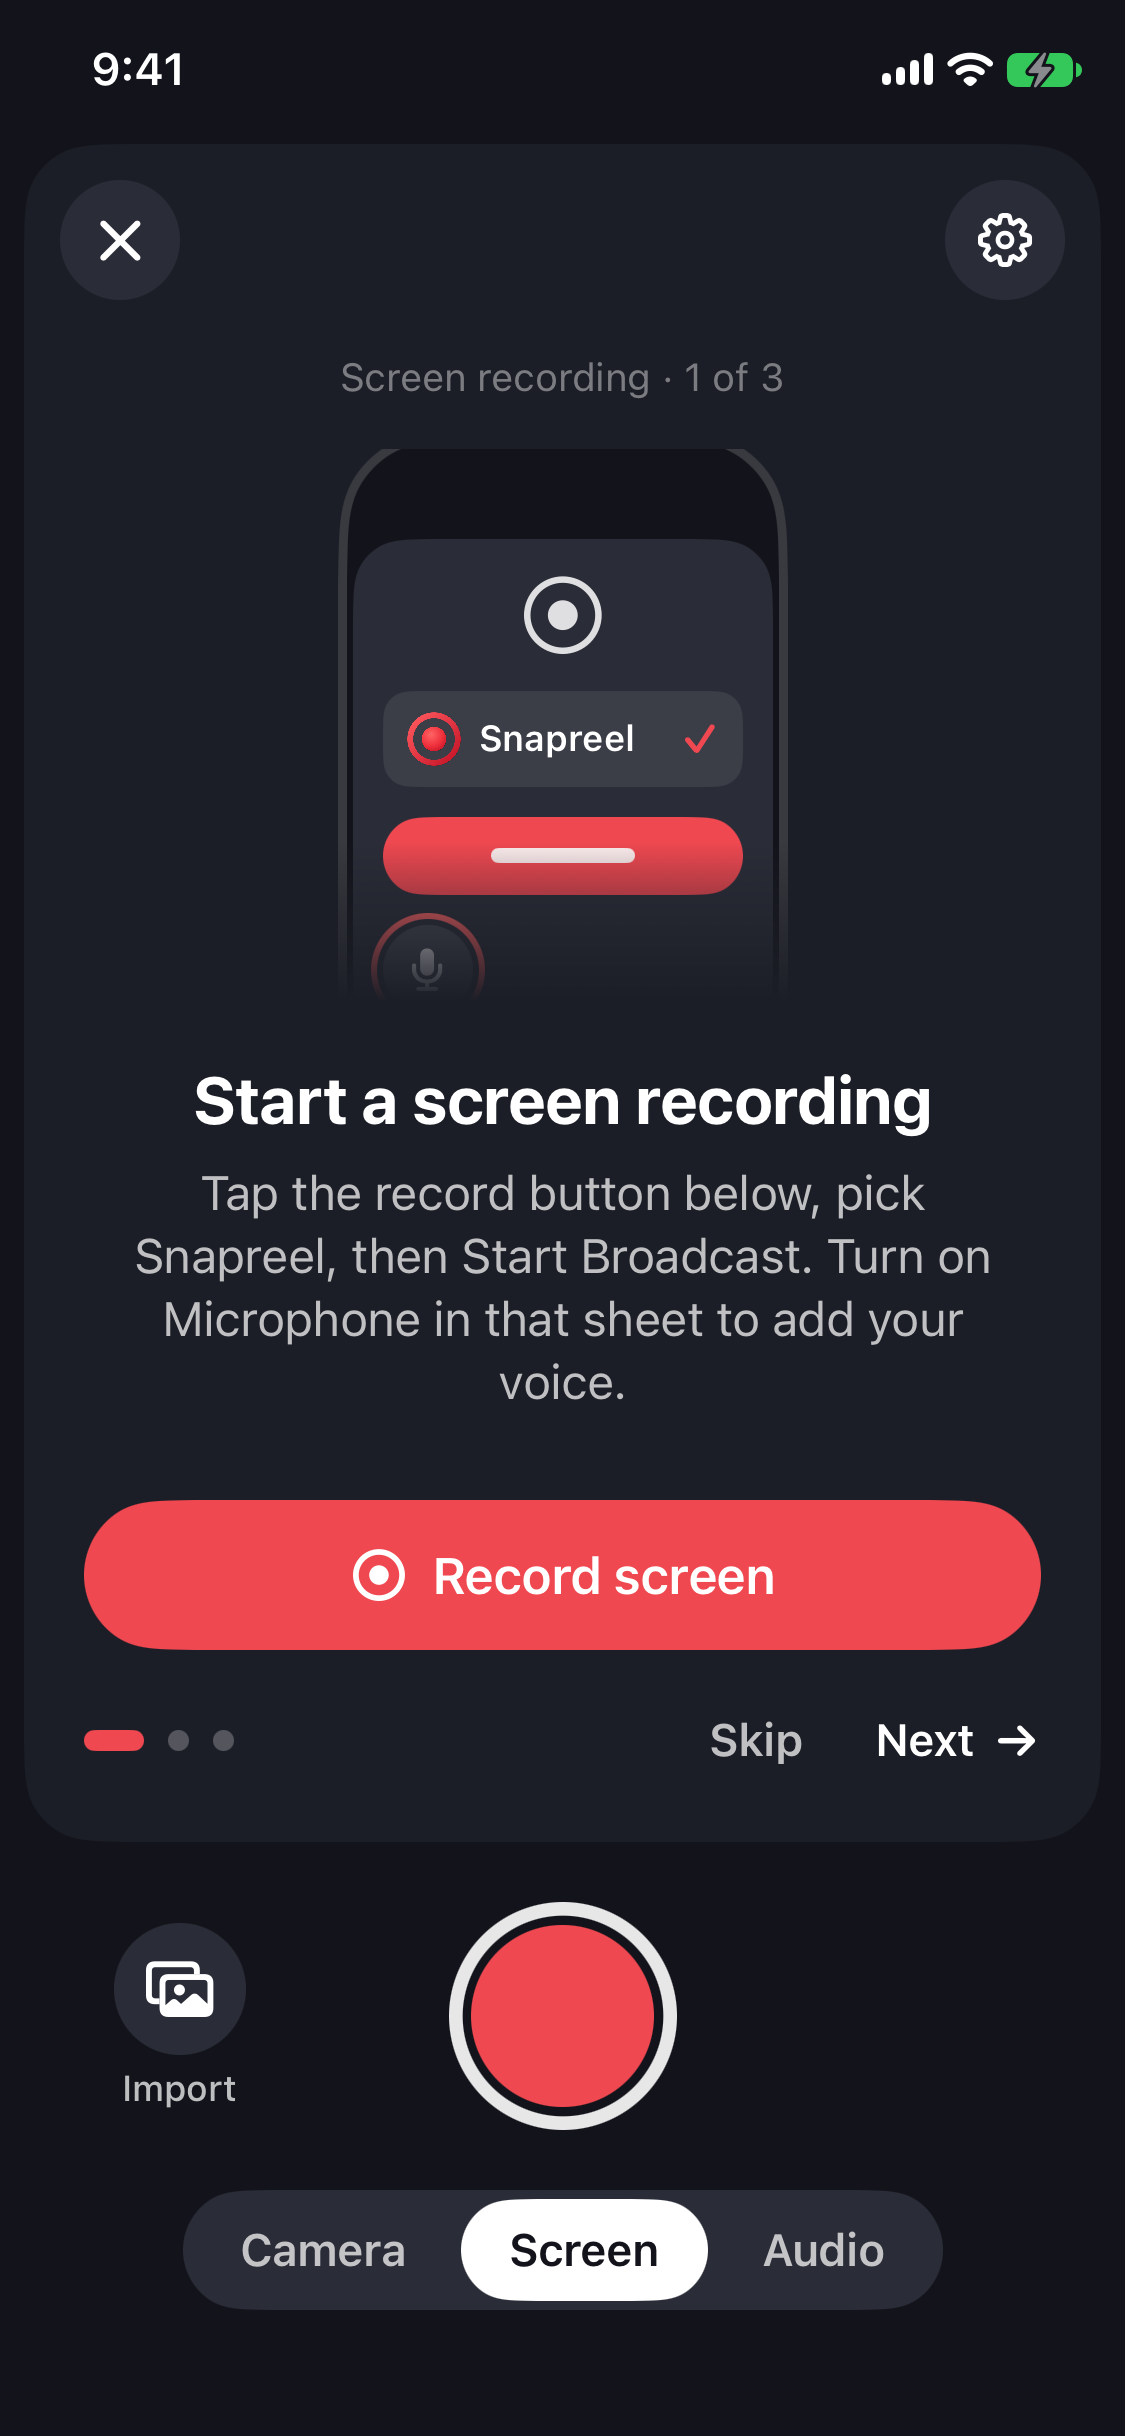 9:41
Screen recording · 1 of 3
Snapreel
Start a screen recording
Tap the record button below, pick
Snapreel, then Start Broadcast. Turn on
Microphone in that sheet to add your
voice.
Record screen
Skip Next
Import
Camera Screen Audio